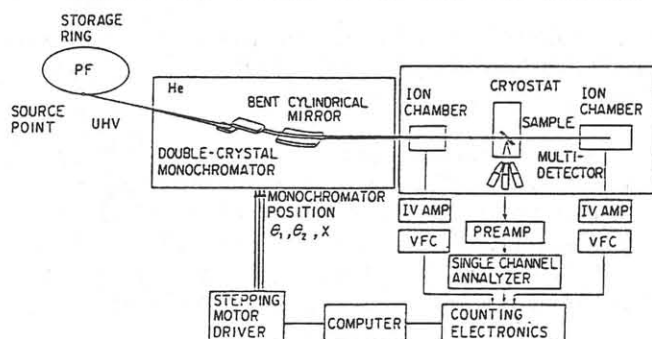 STORAGE
RING
PF
SOURCE
POINT
UHV
He
BENT CYLINDRICAL
MIRROR
DOUBLE-CRYSTAL
MONOCHROMATOR
ION
CHAMBER
CRYOSTAT
SAMPLE
ION
CHAMBER
MULTI-
DETECTOR
MONOCHROMATOR
POSITION
θ₁, θ₂, X
IV AMP
VFC
PREAMP
SINGLE CHANNEL
ANNALYZER
IV AMP
VFC
STEPPING
MOTOR
DRIVER
COMPUTER
COUNTING
ELECTRONICS